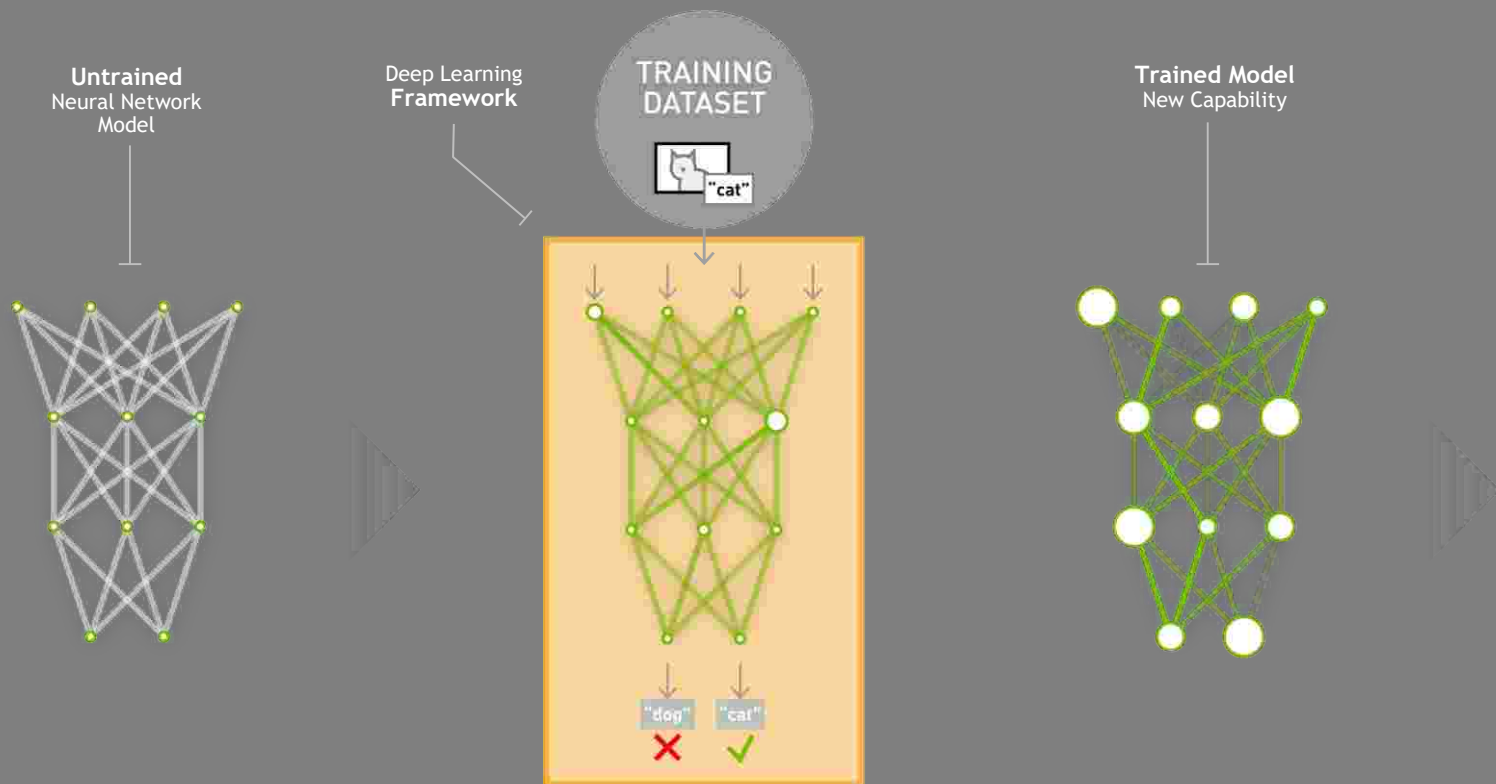 Untrained
Neural Network
Model
Deep Learning
Framework
TRAINING
DATASET
"cat"
Trained Model
New Capability
"dog"
"cat"